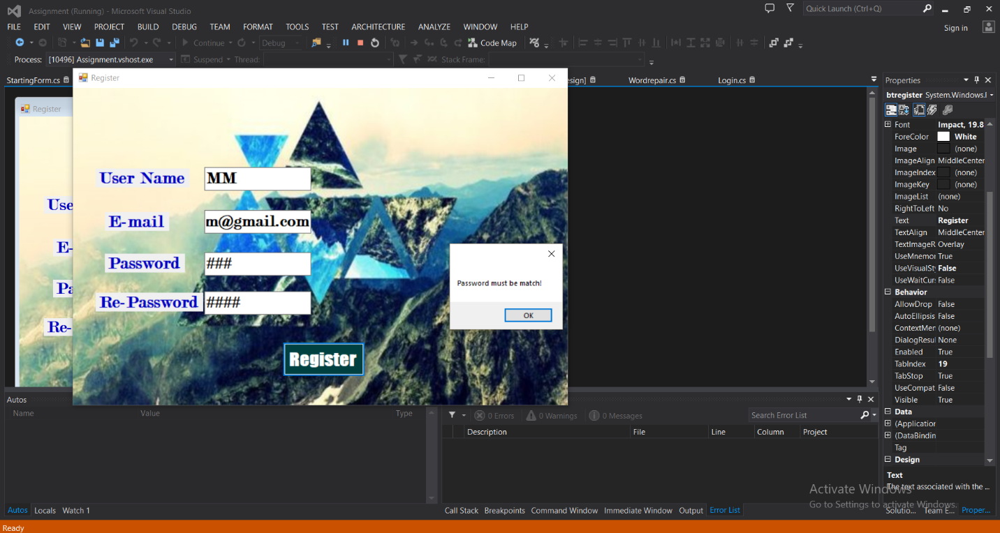 Assignment (Running) - Microsoft Visual Studio
Quick Launch (Ctrl+Q)
FILE EDIT VIEW PROJECT BUILD DEBUG TEAM FORMAT TOOLS TEST ARCHITECTURE ANALYZE WINDOW HELP
Sign in
Continue Debug Code Map
Process: [10496] Assignment.vshost.exe Suspend Thread: Stack Frame:
StartingForm.cs
esign] Wordrepair.cs Login.cs
Register
Register
User Name MM
E-mail m@gmail.com
Password ###
Re-Password ####
Register
Use
E-
Pa
Re-
Password must be match!
OK
Properties
btregister System.Windows.l
Font Impact, 19.8
ForeColor White
Image (none)
ImageAlign MiddleCenter
ImageIndex (none)
ImageKey (none)
ImageList (none)
RightToLeft No
Text Register
TextAlign MiddleCenter
TextImageR Overlay
UseMnemor True
UseVisualSt False
UseWaitCur False
Behavior
AllowDrop False
AutoEllipsis False
ContextMer (none)
DialogResul None
Enabled True
TabIndex 19
TabStop True
UseCompat False
Visible True
Data
(Application
(DataBindin
Tag
Design
Text
The text associated with the ...
Solutio... Team E... Proper...
Autos
Name Value Type
Autos Locals Watch 1
0 Errors 0 Warnings 0 Messages
Search Error List
Description File Line Column Project
Call Stack Breakpoints Command Window Immediate Window Output Error List
Activate Windows
Go to Settings to activate Windows.
Ready